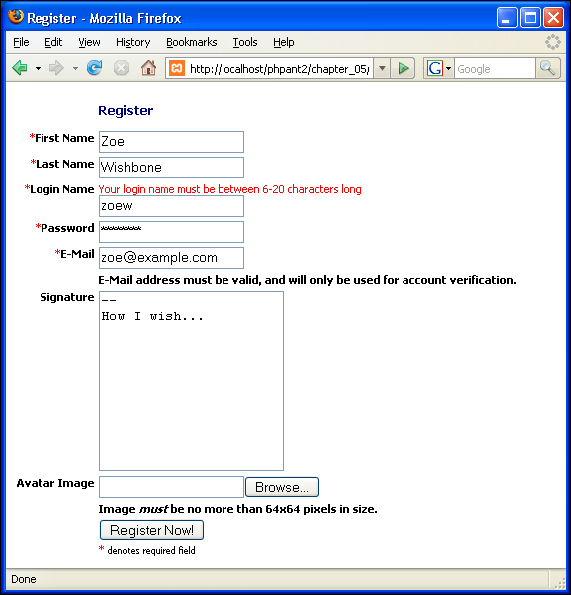 Register - Mozilla Firefox
File Edit View History Bookmarks Tools Help
http://ocalhost/phpant2/chapter_05/ G Google
Register
*First Name Zoe
*Last Name Wishbone
*Login Name Your login name must be between 6-20 characters long
zoew
*Password *********
*E-Mail zoe@example.com
E-Mail address must be valid, and will only be used for account verification.
Signature --
How I wish...
Avatar Image Browse...
Image must be no more than 64x64 pixels in size.
Register Now!
* denotes required field
Done